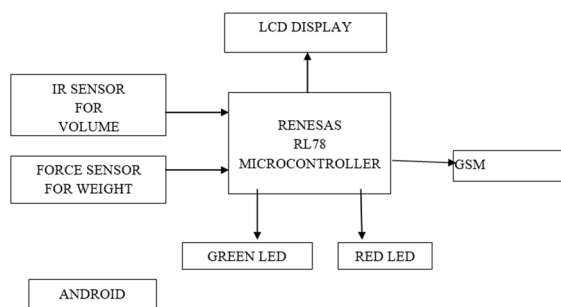 LCD DISPLAY
IR SENSOR
FOR
VOLUME
RENESAS
RL78
MICROCONTROLLER
FORCE SENSOR
FOR WEIGHT
GSM
GREEN LED
RED LED
ANDROID